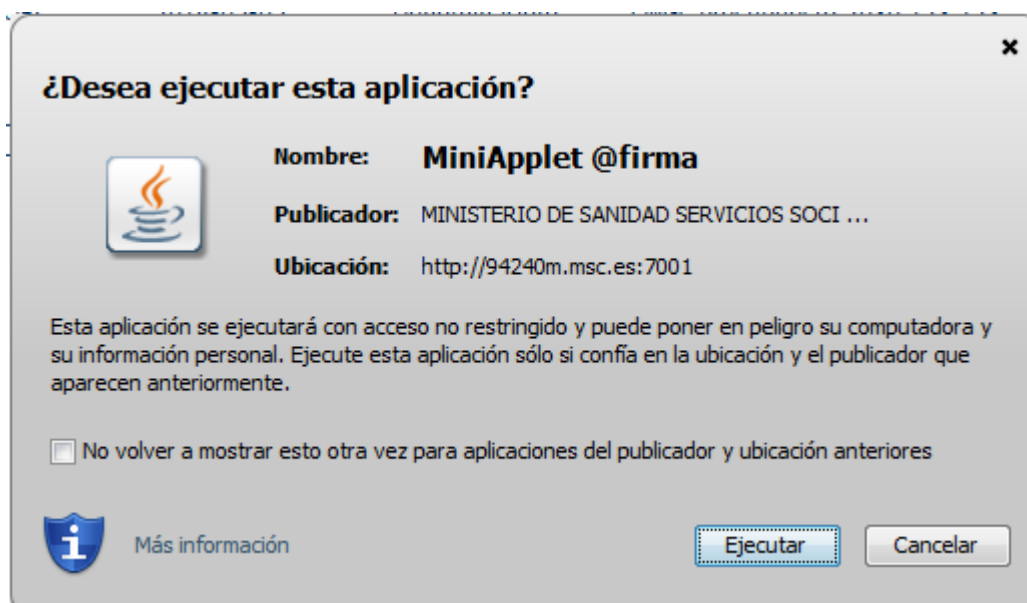 ¿Desea ejecutar esta aplicación?
Nombre: MiniApplet @firma
Publicador: MINISTERIO DE SANIDAD SERVICIOS SOCI ...
Ubicación: http://94240m.msc.es:7001
Esta aplicación se ejecutará con acceso no restringido y puede poner en peligro su computadora y
su información personal. Ejecute esta aplicación sólo si confía en la ubicación y el publicador que
aparecen anteriormente.
No volver a mostrar esto otra vez para aplicaciones del publicador y ubicación anteriores
Más información
Ejecutar
Cancelar